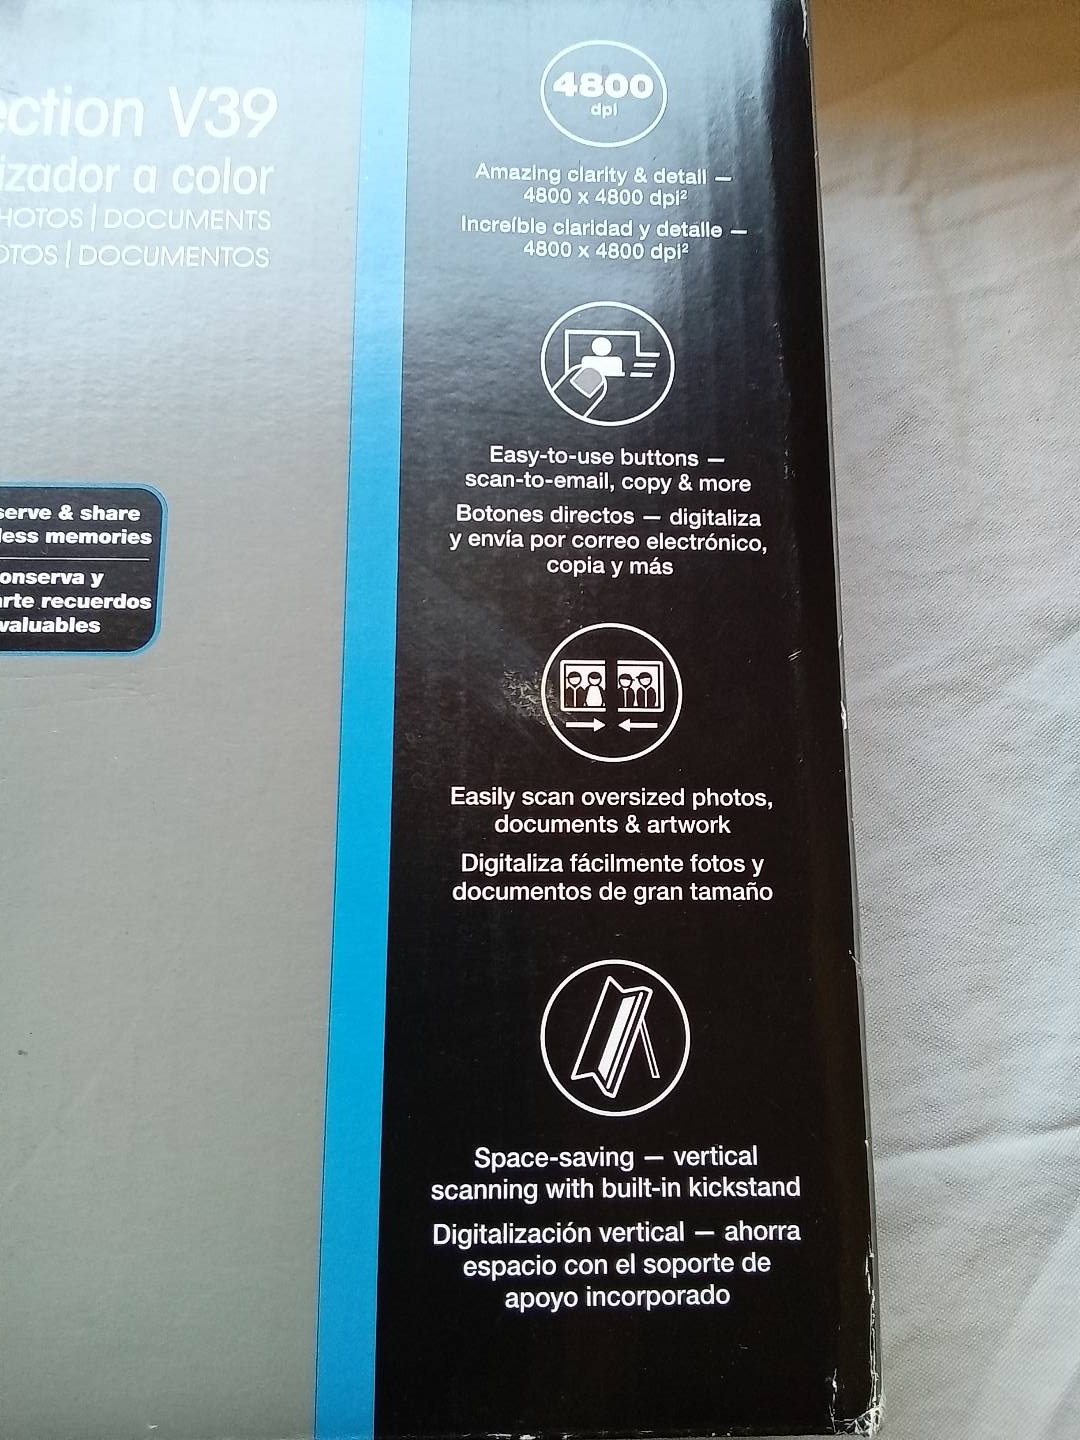 ection V39
izador a color
HOTOS | DOCUMENTS
OTOS | DOCUMENTOS
serve & share
less memories
onserva y
arte recuerdos
valuables
4800
dpi
Amazing clarity & detail —
4800 x 4800 dpi²
Increíble claridad y detalle —
4800 x 4800 dpi²
Easy-to-use buttons —
scan-to-email, copy & more
Botones directos — digitaliza
y envía por correo electrónico,
copia y más
Easily scan oversized photos,
documents & artwork
Digitaliza fácilmente fotos y
documentos de gran tamaño
Space-saving — vertical
scanning with built-in kickstand
Digitalización vertical — ahorra
espacio con el soporte de
apoyo incorporado